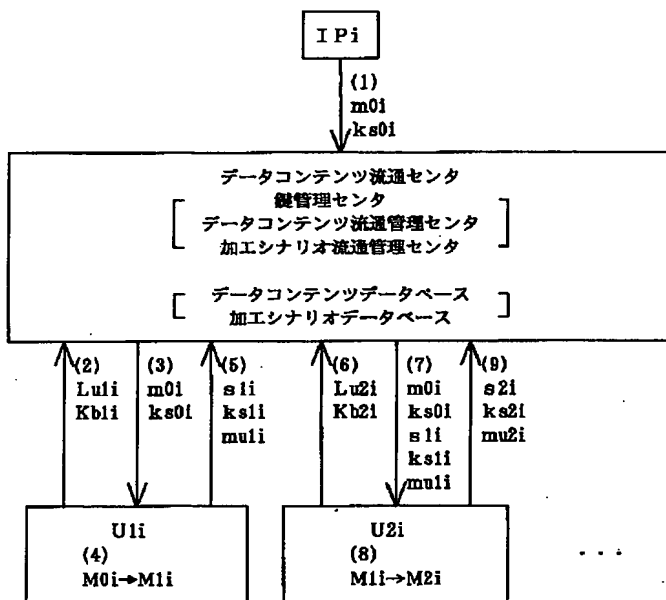 IPi
(1)
m0i
ks0i
データコンテンツ流通センタ
鍵管理センタ
データコンテンツ流通管理センタ
加工シナリオ流通管理センタ
データコンテンツデータベース
加工シナリオデータベース
(2)
Lu1i
Kb1i
(3)
m0i
ks0i
(5)
s1i
ks1i
mu1i
(6)
Lu2i
Kb2i
(7)
m0i
ks0i
s1i
ks1i
mu1i
(9)
s2i
ks2i
mu2i
U1i
(4)
M0i→M1i
U2i
(8)
M1i→M2i
...